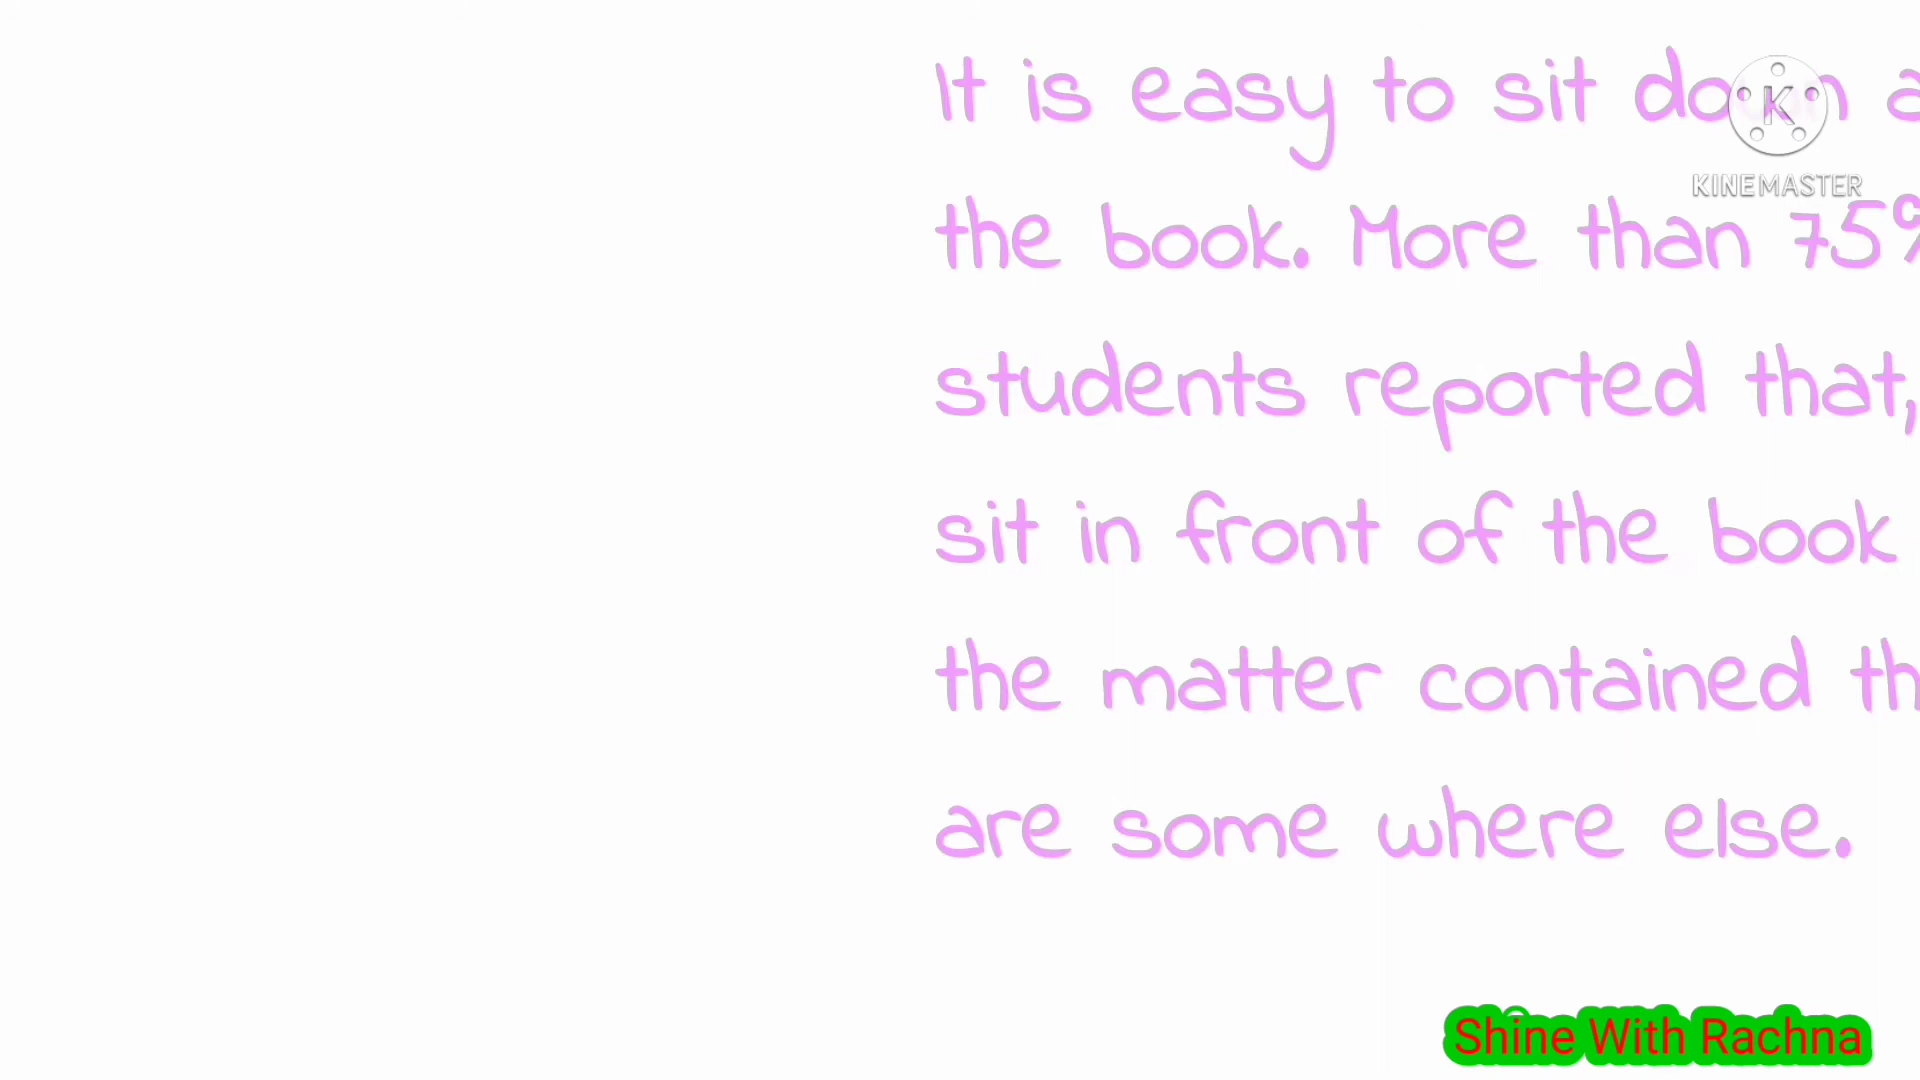 It is easy to sit down
the book. More than 75%
students reported that,
sit in front of the book
the matter contained
are some where else.
KINEMASTER
Shine With Rachna